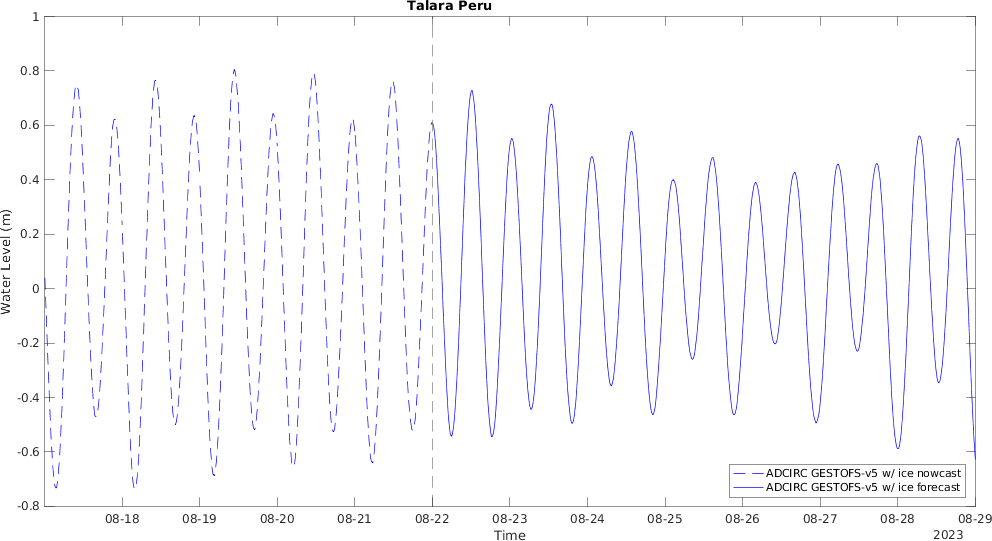 Talara Peru
Water Level (m)
1
0.8
0.6
0.4
0.2
0
-0.2
-0.4
-0.6
-0.8
ADCIRC GESTOFS-v5 w/ ice nowcast
ADCIRC GESTOFS-v5 w/ ice forecast
08-18 08-19 08-20 08-21 08-22 08-23 08-24 08-25 08-26 08-27 08-28 08-29
Time
2023